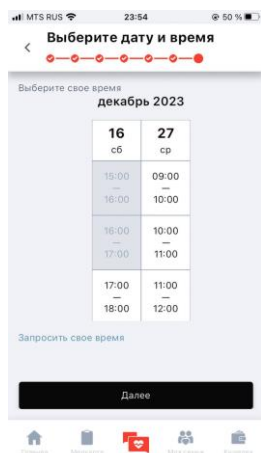 MTS RUS 23:54 50 %
Выберите дату и время
Выберите свое время
декабрь 2023
16 27
сб ср
15:00 09:00
— —
16:00 10:00
16:00 10:00
— —
17:00 11:00
17:00 11:00
— —
18:00 12:00
Запросить свое время
Далее